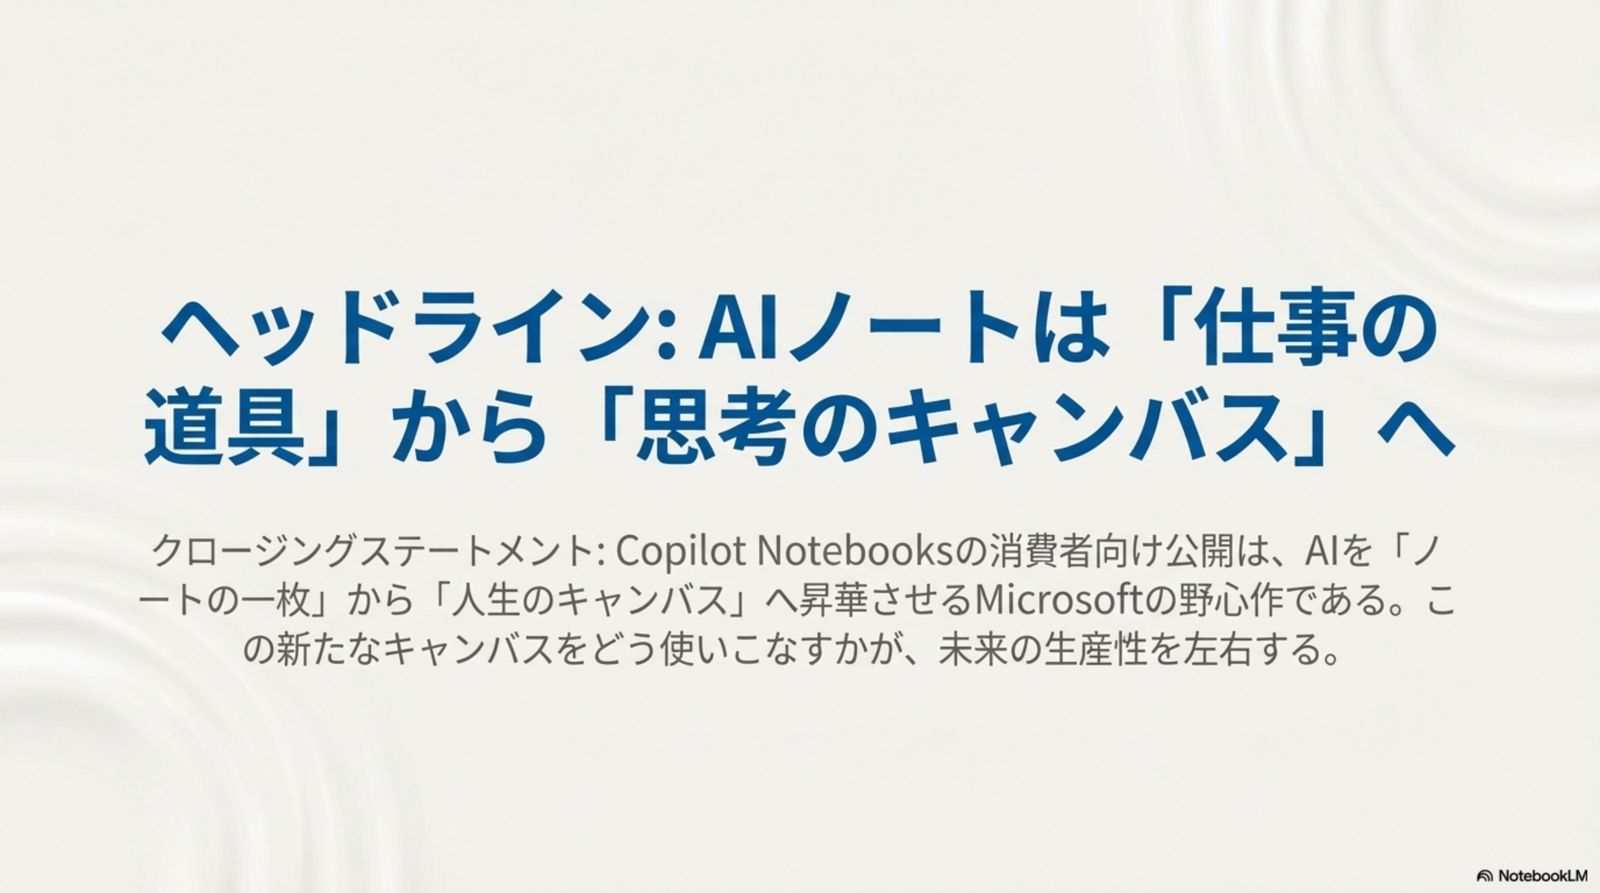 ヘッドライン: AIノートは「仕事の
道具」から「思考のキャンバス」へ
クロージングステートメント: Copilot Notebooksの消費者向け公開は、AIを「ノ
ートの一枚」から「人生のキャンバス」へ昇華させるMicrosoftの野心作である。こ
の新たなキャンバスをどう使いこなすかが、未来の生産性を左右する。
NotebookLM